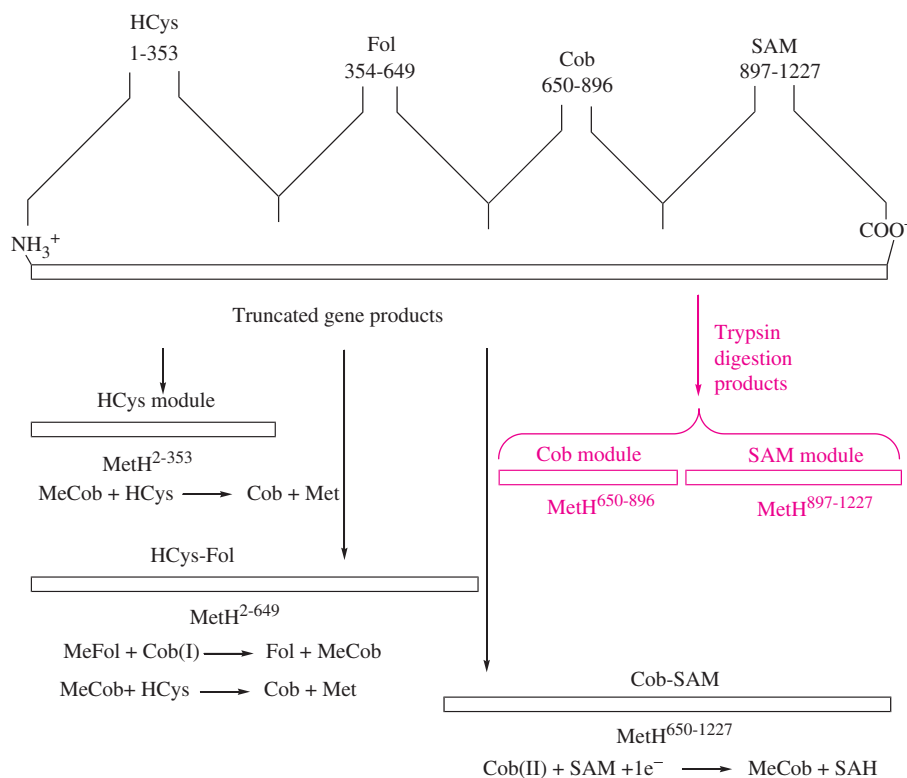 HCys
1-353
Fol
354-649
Cob
650-896
SAM
897-1227
NH₃⁺
COO⁻
Truncated gene products
Trypsin
digestion
products
HCys module
MetH²⁻³⁵³
MeCob + HCys ⟶ Cob + Met
Cob module
SAM module
MetH⁶⁵⁰⁻⁸⁹⁶
MetH⁸⁹⁷⁻¹²²⁷
HCys-Fol
MetH²⁻⁶⁴⁹
MeFol + Cob(I) ⟶ Fol + MeCob
MeCob+ HCys ⟶ Cob + Met
Cob-SAM
MetH⁶⁵⁰⁻¹²²⁷
Cob(II) + SAM +1e⁻ ⟶ MeCob + SAH